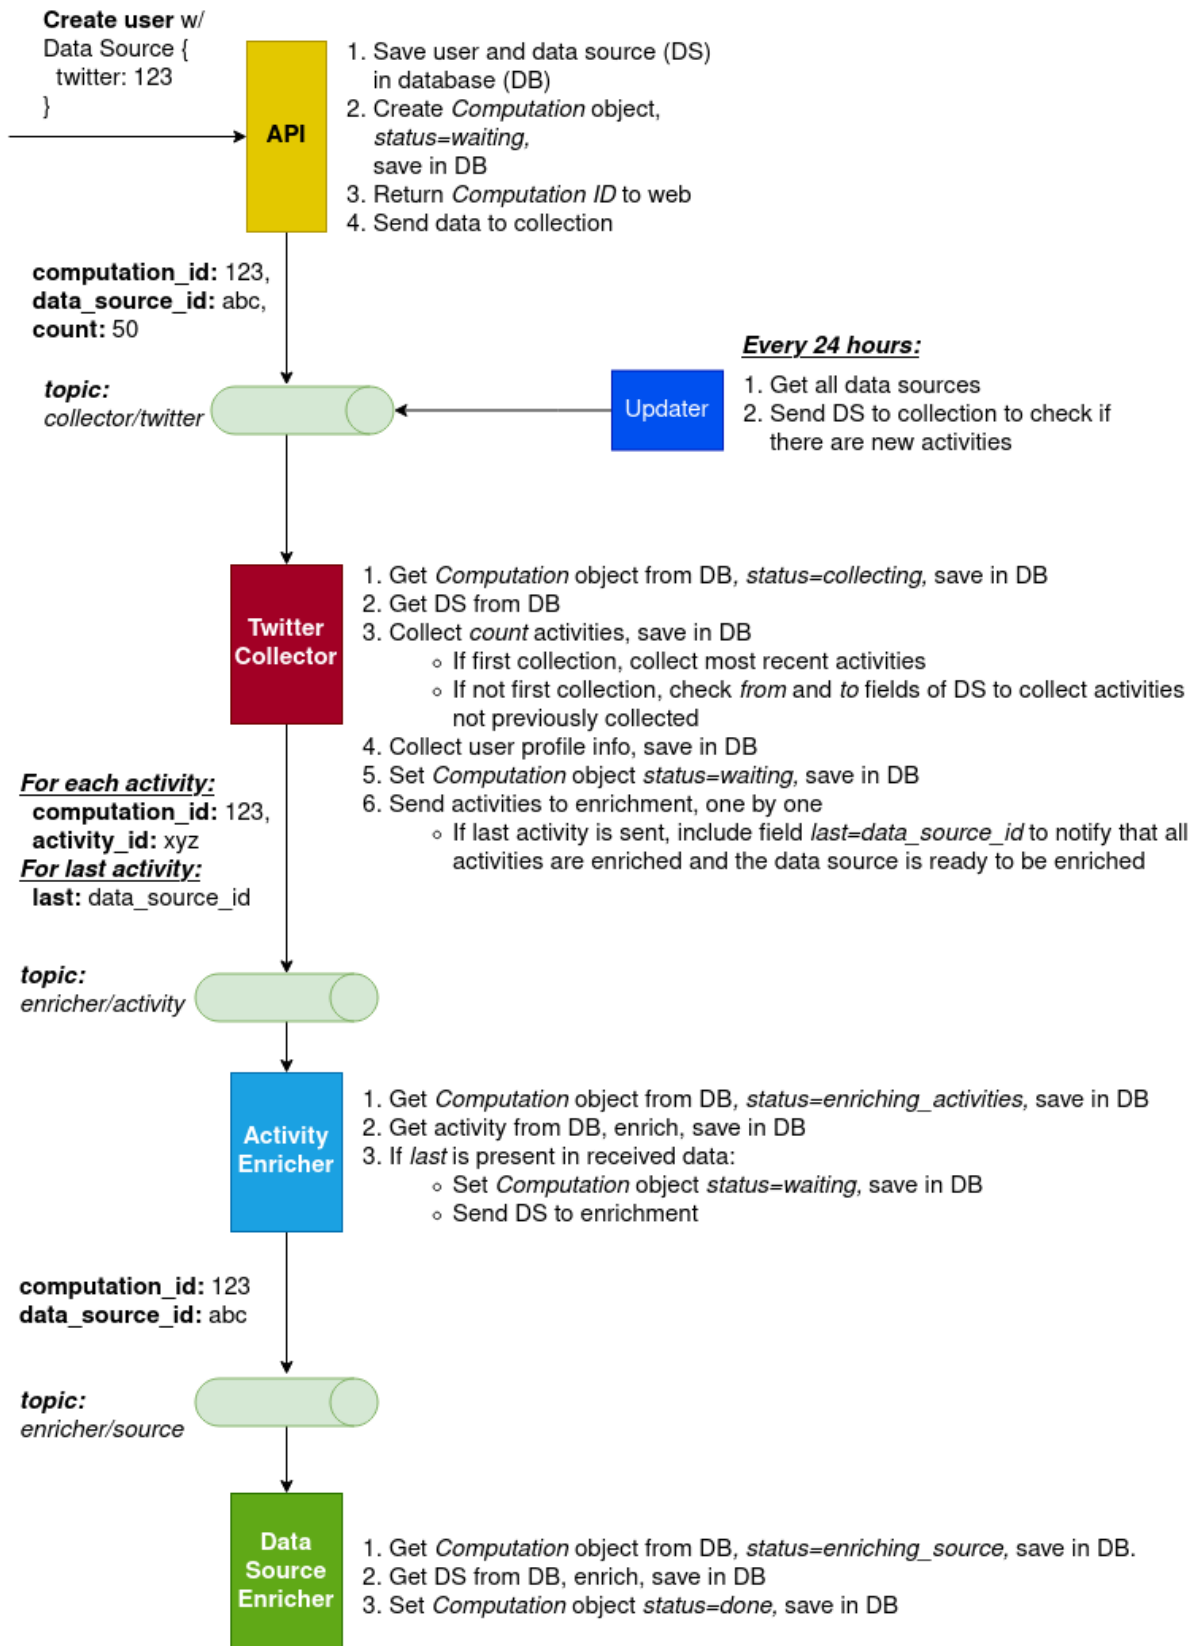 Create user w/
Data Source {
twitter: 123
}
API
1. Save user and data source (DS)
in database (DB)
2. Create Computation object,
status=waiting,
save in DB
3. Return Computation ID to web
4. Send data to collection
computation_id: 123,
data_source_id: abc,
count: 50
topic:
collector/twitter
Updater
Every 24 hours:
1. Get all data sources
2. Send DS to collection to check if
there are new activities
Twitter
Collector
1. Get Computation object from DB, status=collecting, save in DB
2. Get DS from DB
3. Collect count activities, save in DB
○ If first collection, collect most recent activities
○ If not first collection, check from and to fields of DS to collect activities
not previously collected
4. Collect user profile info, save in DB
5. Set Computation object status=waiting, save in DB
6. Send activities to enrichment, one by one
○ If last activity is sent, include field last=data_source_id to notify that all
activities are enriched and the data source is ready to be enriched
For each activity:
computation_id: 123,
activity_id: xyz
For last activity:
last: data_source_id
topic:
enricher/activity
Activity
Enricher
1. Get Computation object from DB, status=enriching_activities, save in DB
2. Get activity from DB, enrich, save in DB
3. If last is present in received data:
○ Set Computation object status=waiting, save in DB
○ Send DS to enrichment
computation_id: 123
data_source_id: abc
topic:
enricher/source
Data
Source
Enricher
1. Get Computation object from DB, status=enriching_source, save in DB.
2. Get DS from DB, enrich, save in DB
3. Set Computation object status=done, save in DB